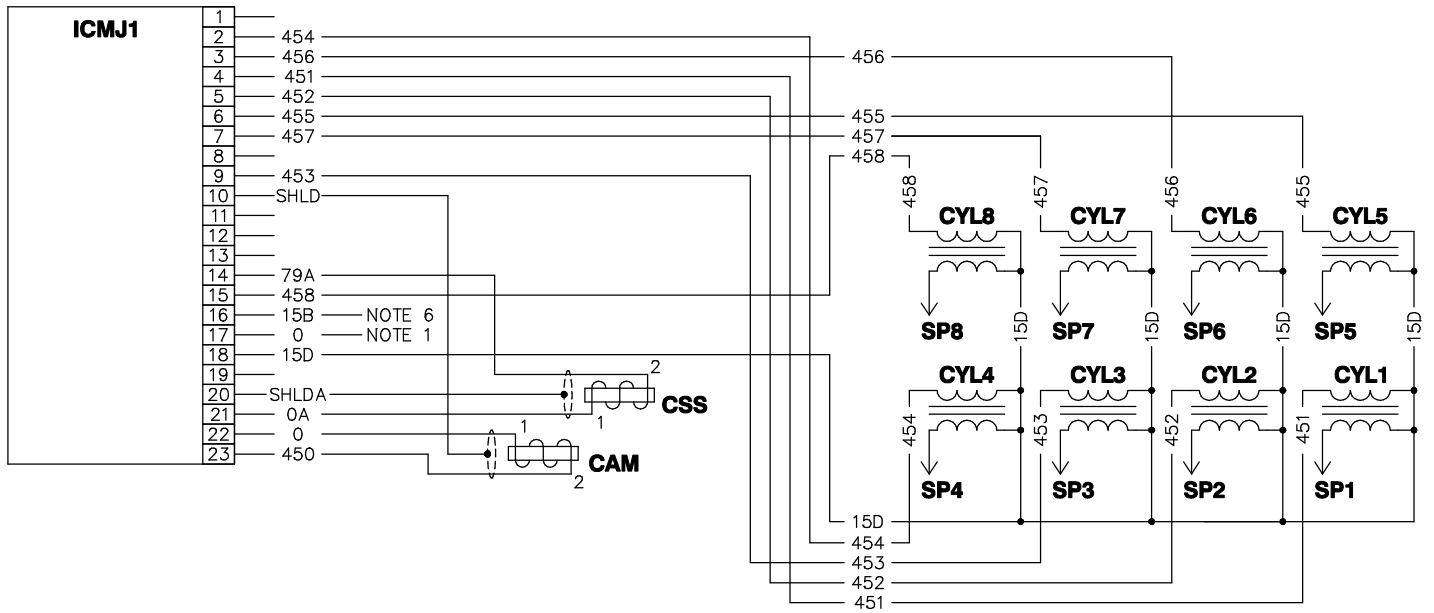 ICMJ1
1
2 454
3 456 456
4 451
5 452
6 455 455
7 457 457
8 458
9 453
10 SHLD
11
12
13
14 79A
15 458
16 15B NOTE 6
17 0 NOTE 1
18 15D
19
20 SHLDA
21 0A
22 0
23 450
2
CSS
1
1
CAM
2
458 457 456 455
CYL8 CYL7 CYL6 CYL5
SP8 SP7 SP6 SP5
15D 15D 15D 15D
CYL4 CYL3 CYL2 CYL1
454 453 452 451
SP4 SP3 SP2 SP1
15D
454
453
452
451